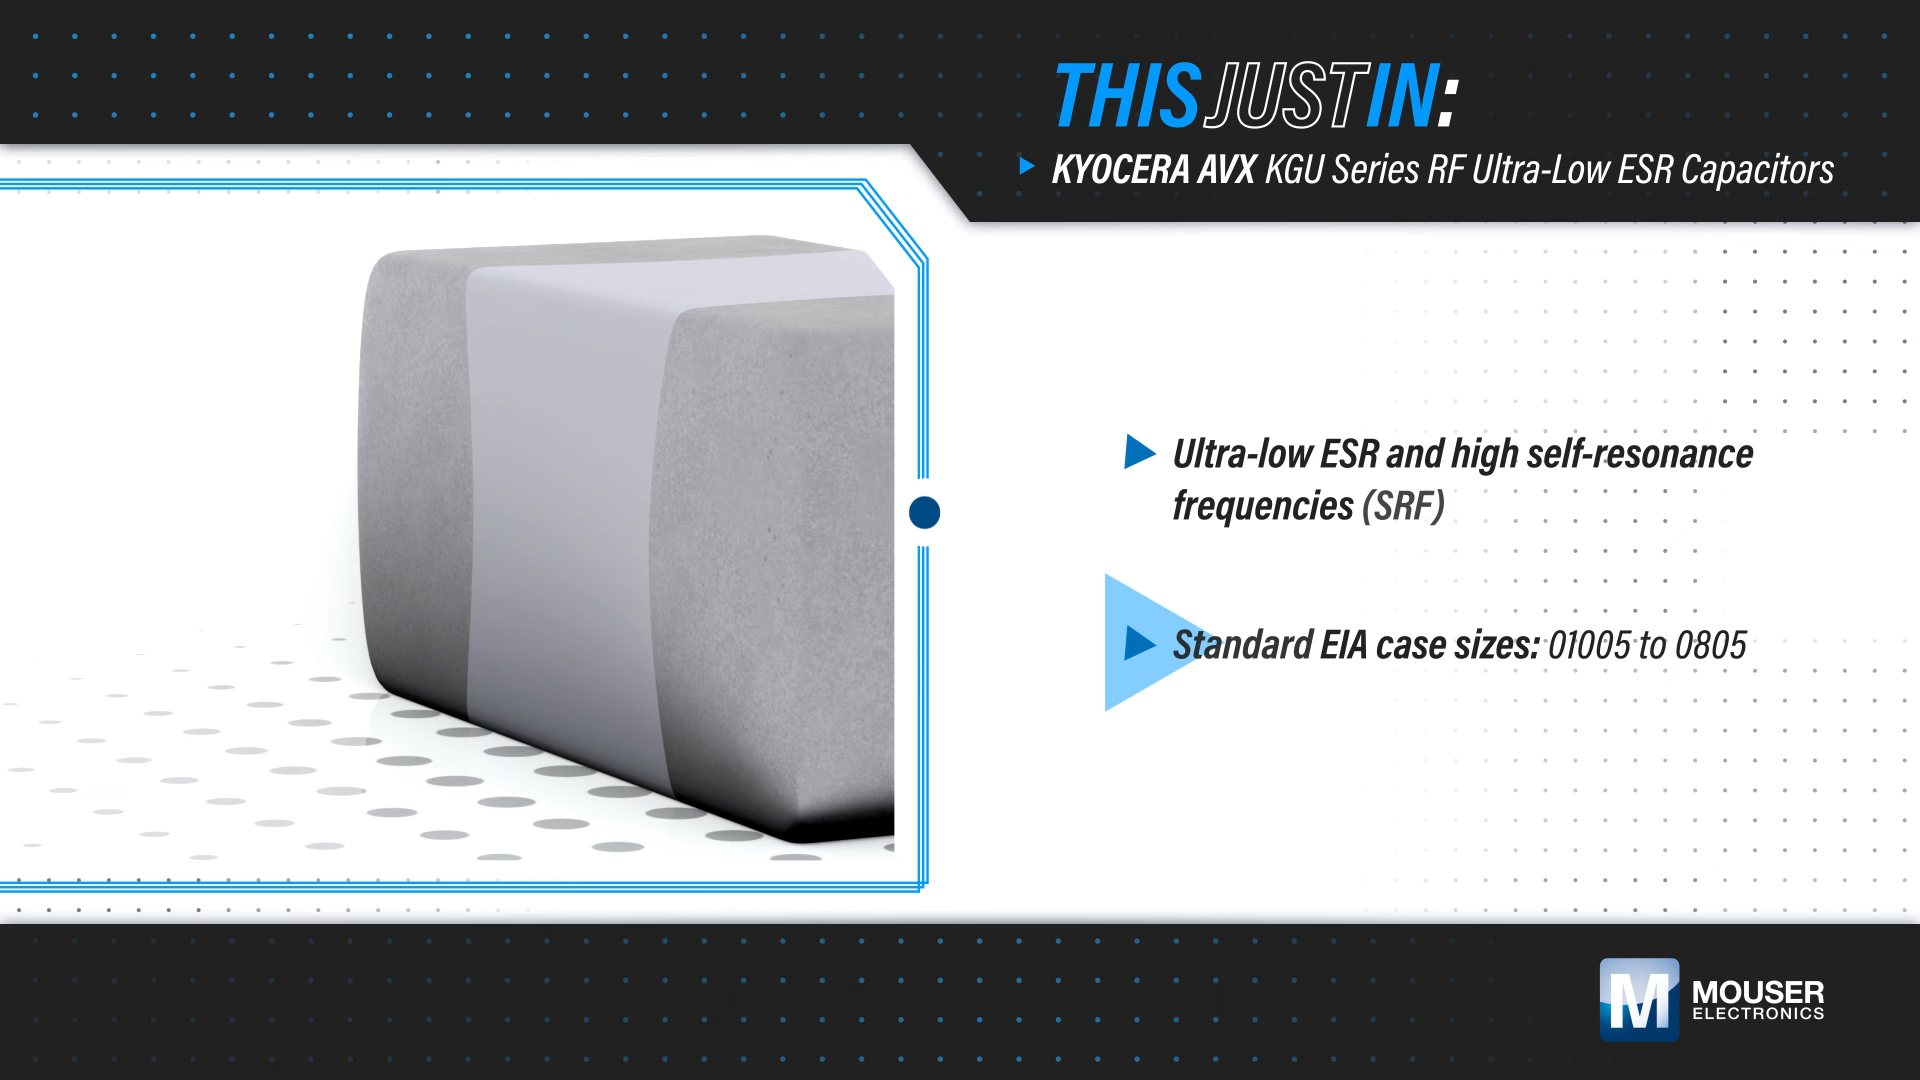 THIS JUST IN:
KYOCERA AVX KGU Series RF Ultra-Low ESR Capacitors
Ultra-low ESR and high self-resonance
frequencies (SRF)
Standard EIA case sizes: 01005 to 0805
M MOUSER
ELECTRONICS